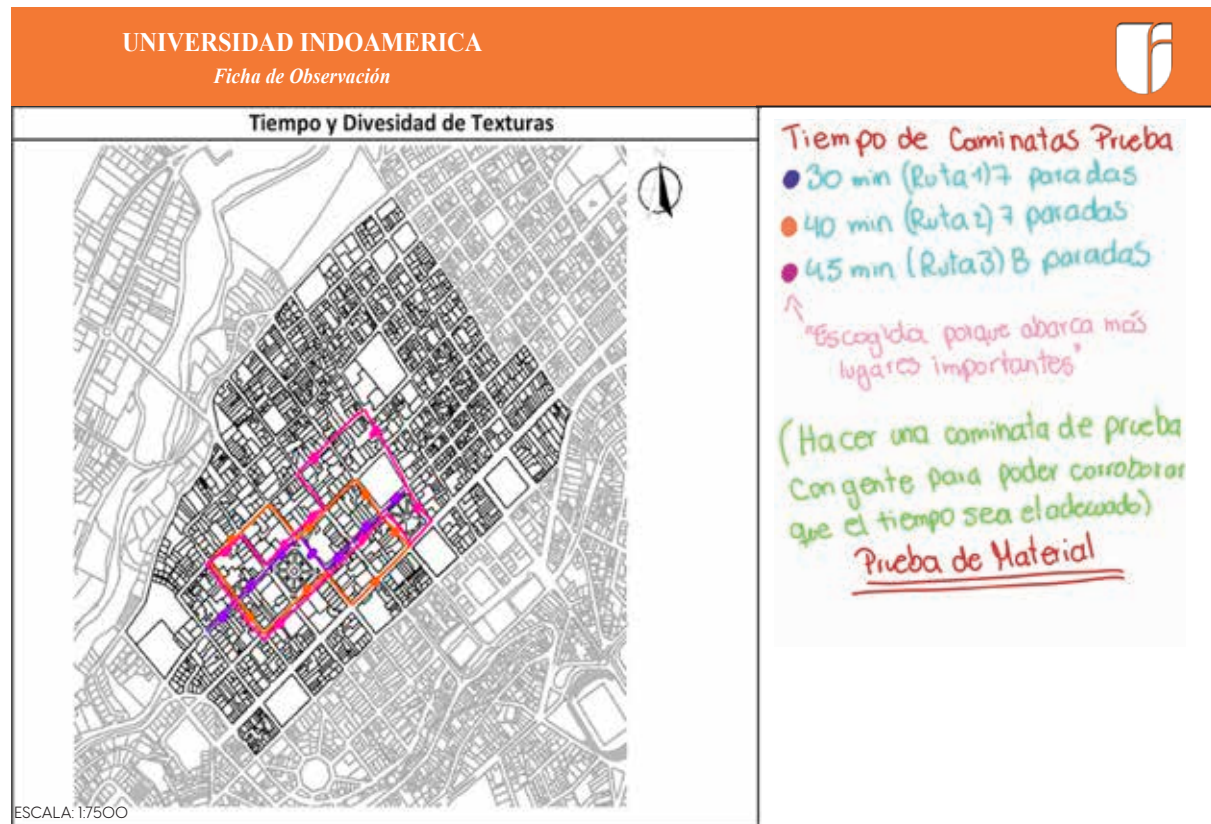 UNIVERSIDAD INDOAMERICA
Ficha de Observación
Tiempo y Divesidad de Texturas
N
ESCALA: 1:7500
Tiempo de Caminatas Prueba
30 min (Ruta 1) 7 paradas
40 min (Ruta 2) 7 paradas
45 min (Ruta 3) 8 paradas
"Escogida porque abarca más
lugares importantes"
(Hacer una caminata de prueba
con gente para poder corroborar
que el tiempo sea el adecuado)
Prueba de Material